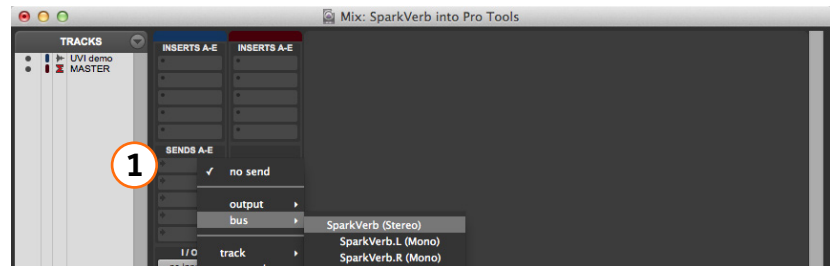 Mix: SparkVerb into Pro Tools
TRACKS
UVI demo
MASTER
INSERTS A-E
INSERTS A-E
SENDS A-E
1
✓ no send
output
bus
SparkVerb (Stereo)
SparkVerb.L (Mono)
SparkVerb.R (Mono)
I / O
track